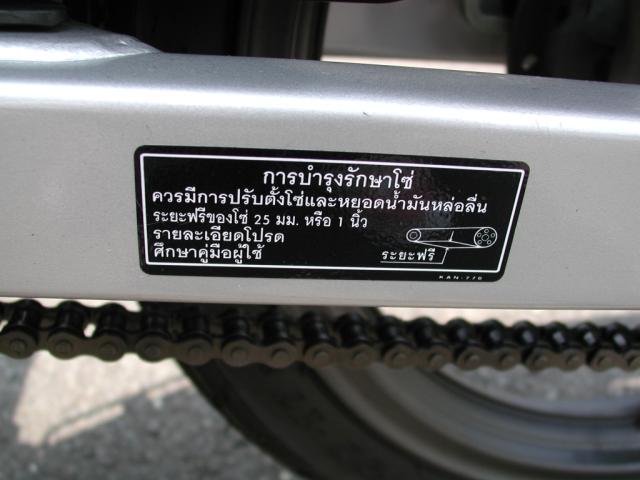 การบำรุงรักษาโซ่
ควรมีการปรับตั้งโซ่และหยอดน้ำมันหล่อลื่น
ระยะฟรีของโซ่ 25 มม. หรือ 1 นิ้ว
รายละเอียดโปรด
ศึกษาคู่มือผู้ใช้
ระยะฟรี
KAN-770